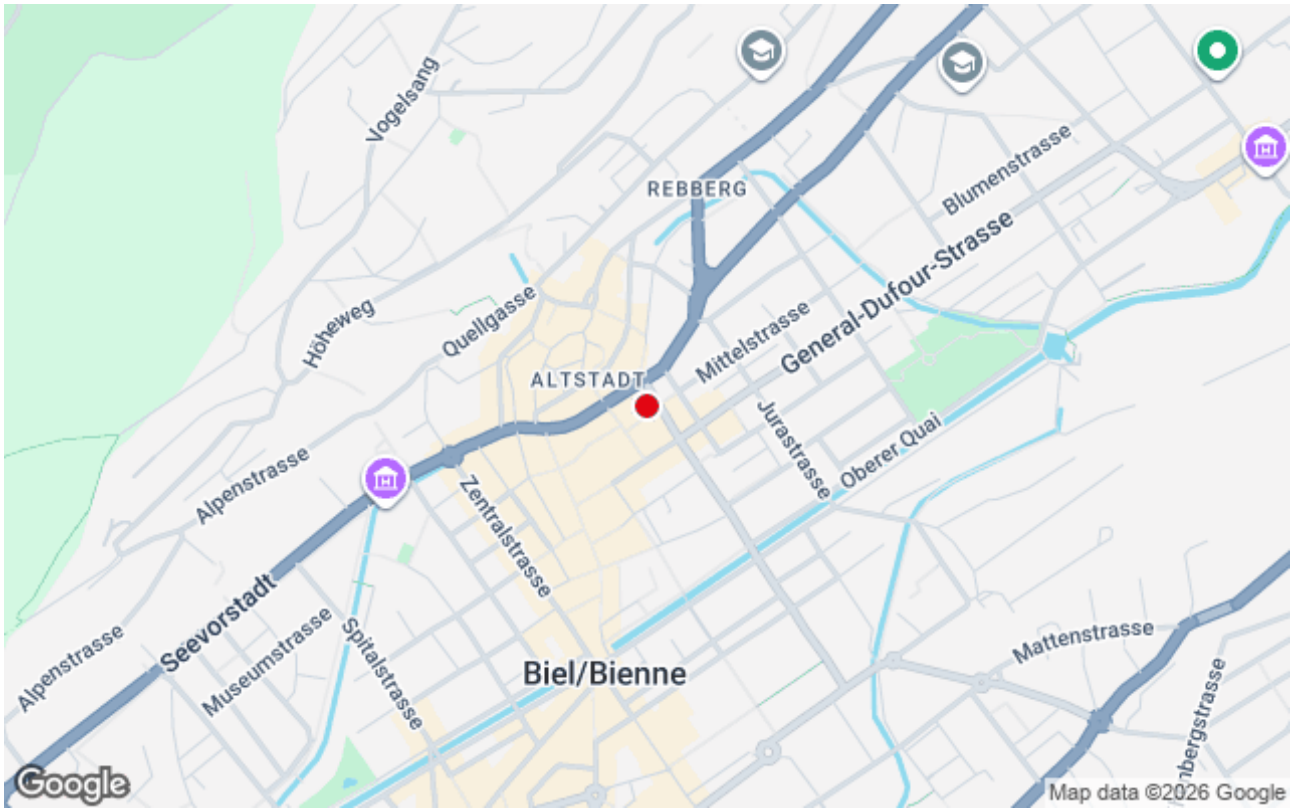 Vogelsang
REBBERG
Blumenstrasse
General-Dufour-Strasse
Höheweg
Quellgasse
Mittelstrasse
ALTSTADT
Jurastrasse
Oberer Quai
Alpenstrasse
Zentralstrasse
Seevorstadt
Museumstrasse
Spitalstrasse
Alpenstrasse
Biel/Bienne
Mattenstrasse
nbergstrasse
Google
Map data ©2026 Google